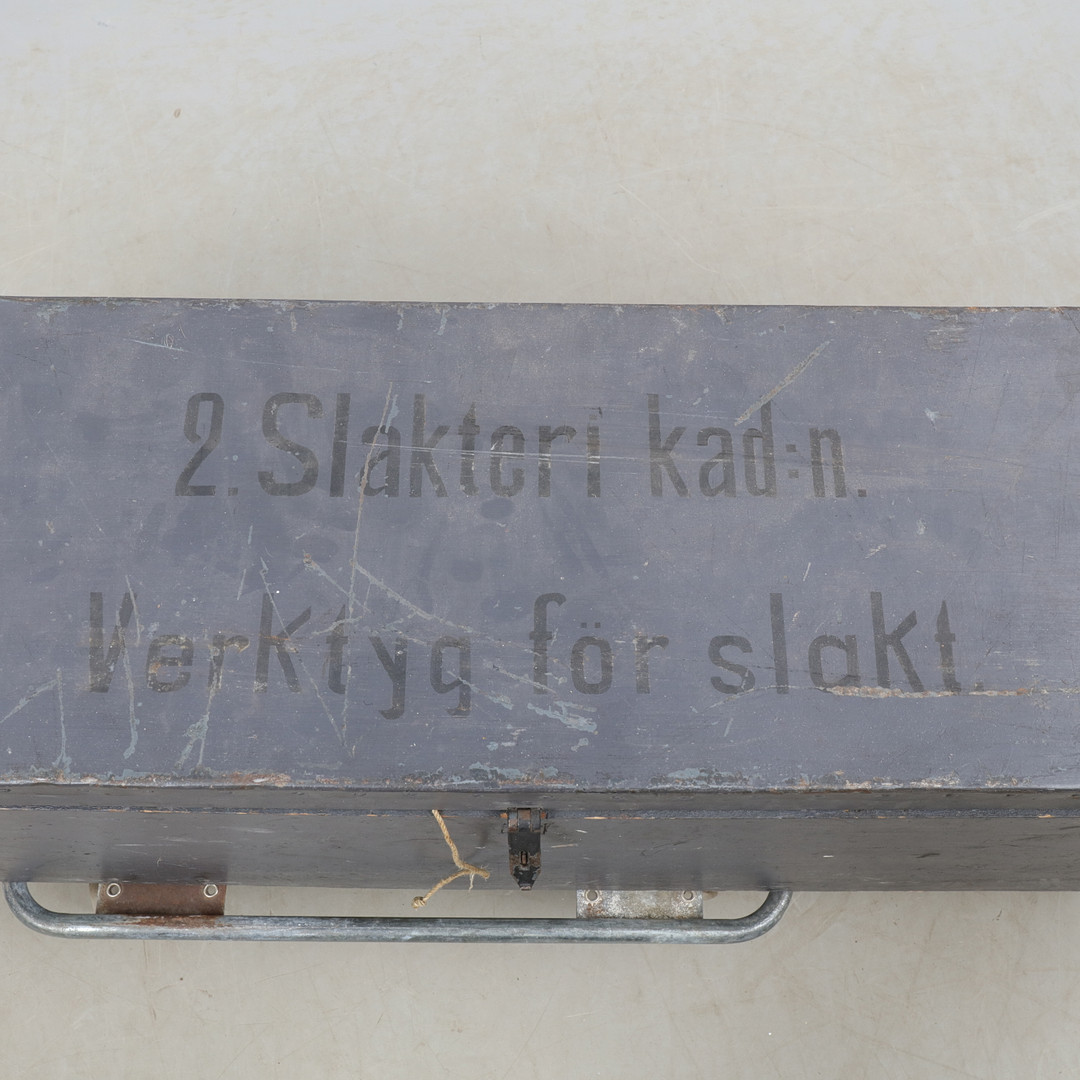 2. Slakteri kad:n.
Verktyg för slakt.